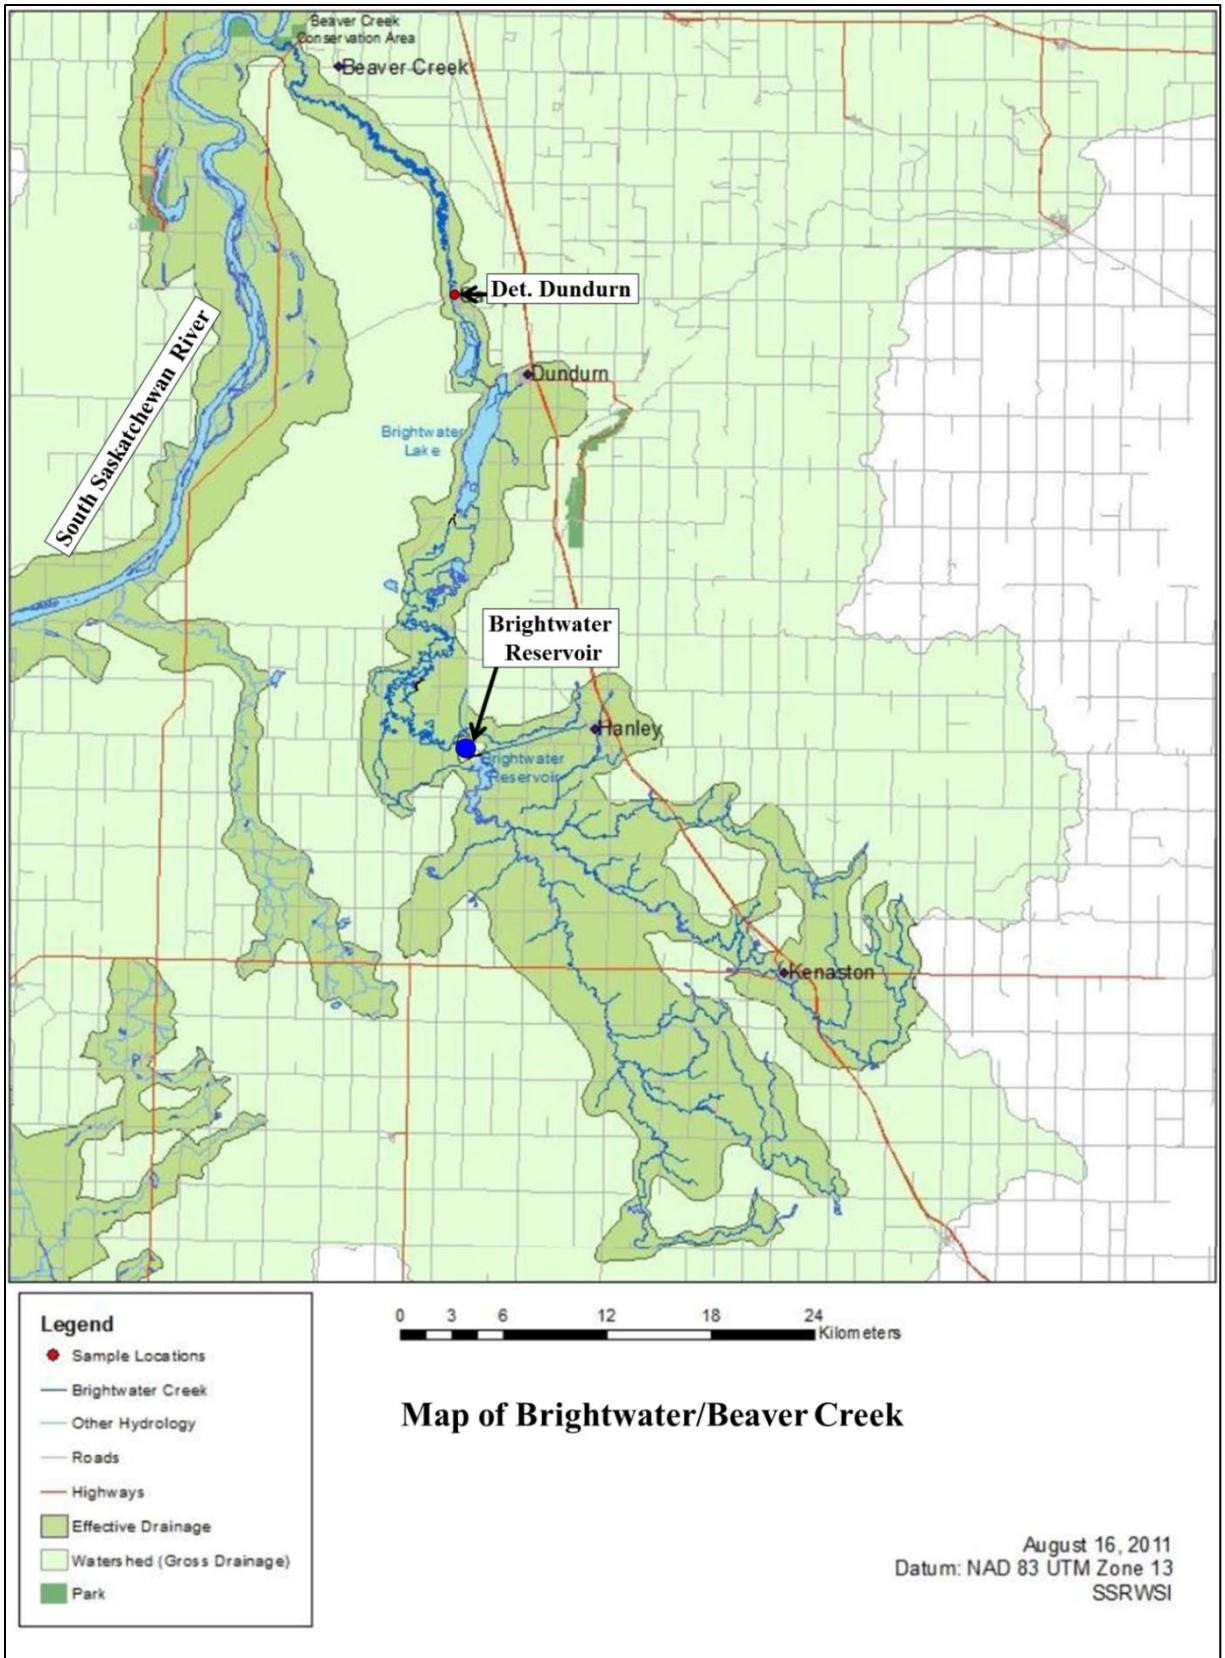 Beaver Creek
Conservation Area
Beaver Creek
Det. Dundurn
South Saskatchewan River
Dundurn
Brightwater
Lake
Brightwater
Reservoir
Hanley
Brightwater
Reservoir
Kenaston
Legend
Sample Locations
Brightwater Creek
Other Hydrology
Roads
Highways
Effective Drainage
Watershed (Gross Drainage)
Park
0 3 6 12 18 24
Kilometers
Map of Brightwater/Beaver Creek
August 16, 2011
Datum: NAD 83 UTM Zone 13
SSRWSI